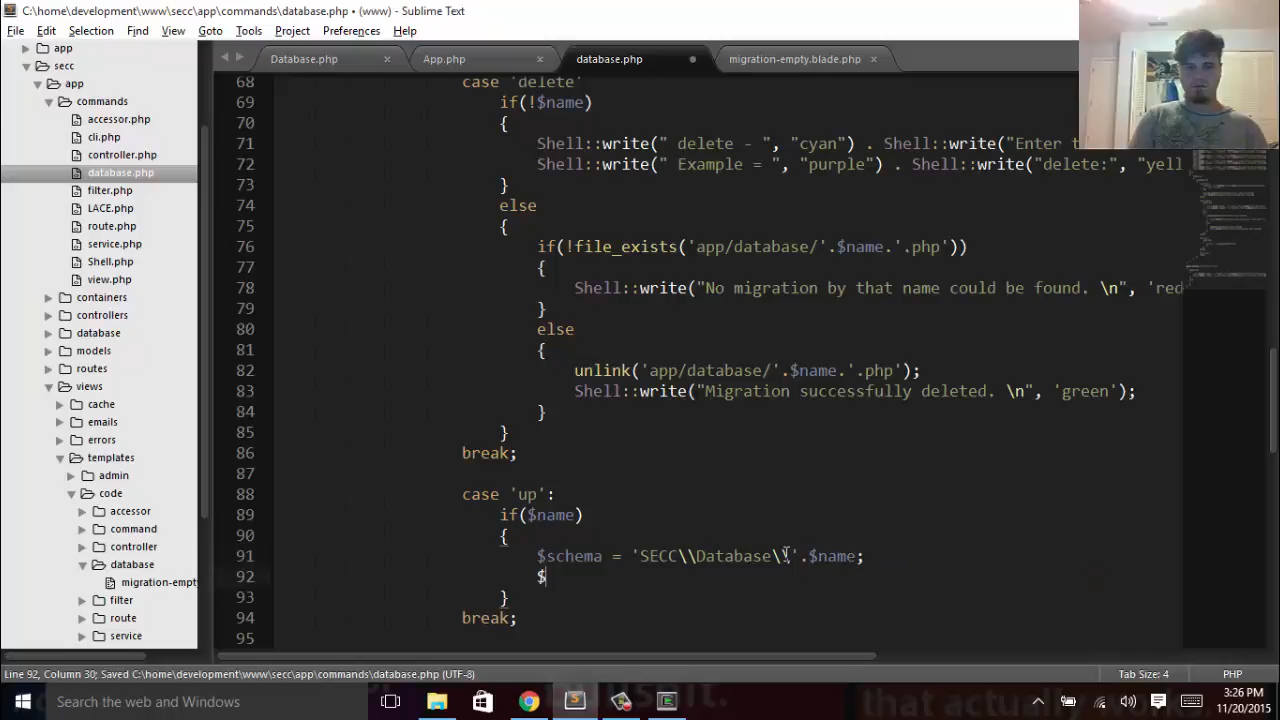 C:\home\development\www\secc\app\commands\database.php • (www) - Sublime Text
File Edit Selection Find View Goto Tools Project Preferences Help
Database.php × App.php × database.php migration-empty.blade.php ×
app
secc
app
commands
accessor.php
cli.php
controller.php
database.php
filter.php
LACE.php
route.php
service.php
Shell.php
view.php
containers
controllers
database
models
routes
views
cache
emails
errors
templates
admin
code
accessor
command
controller
database
migration-empty
filter
route
service
68 case 'delete'
69 if(!$name)
70 {
71 Shell::write(" delete - ", "cyan") . Shell::write("Enter t
72 Shell::write(" Example = ", "purple") . Shell::write("delete:", "yell
73 }
74 else
75 {
76 if(!file_exists('app/database/'.$name.'.php'))
77 {
78 Shell::write("No migration by that name could be found. \n", 'red
79 }
80 else
81 {
82 unlink('app/database/'.$name.'.php');
83 Shell::write("Migration successfully deleted. \n", 'green');
84 }
85 }
86 break;
87
88 case 'up':
89 if($name)
90 {
91 $schema = 'SECC\\Database\\'.$name;
92 $
93 }
94 break;
95
Line 92, Column 30; Saved C:\home\development\www\secc\app\commands\database.php (UTF-8) Tab Size: 4 PHP
Search the web and Windows
3:26 PM
11/20/2015